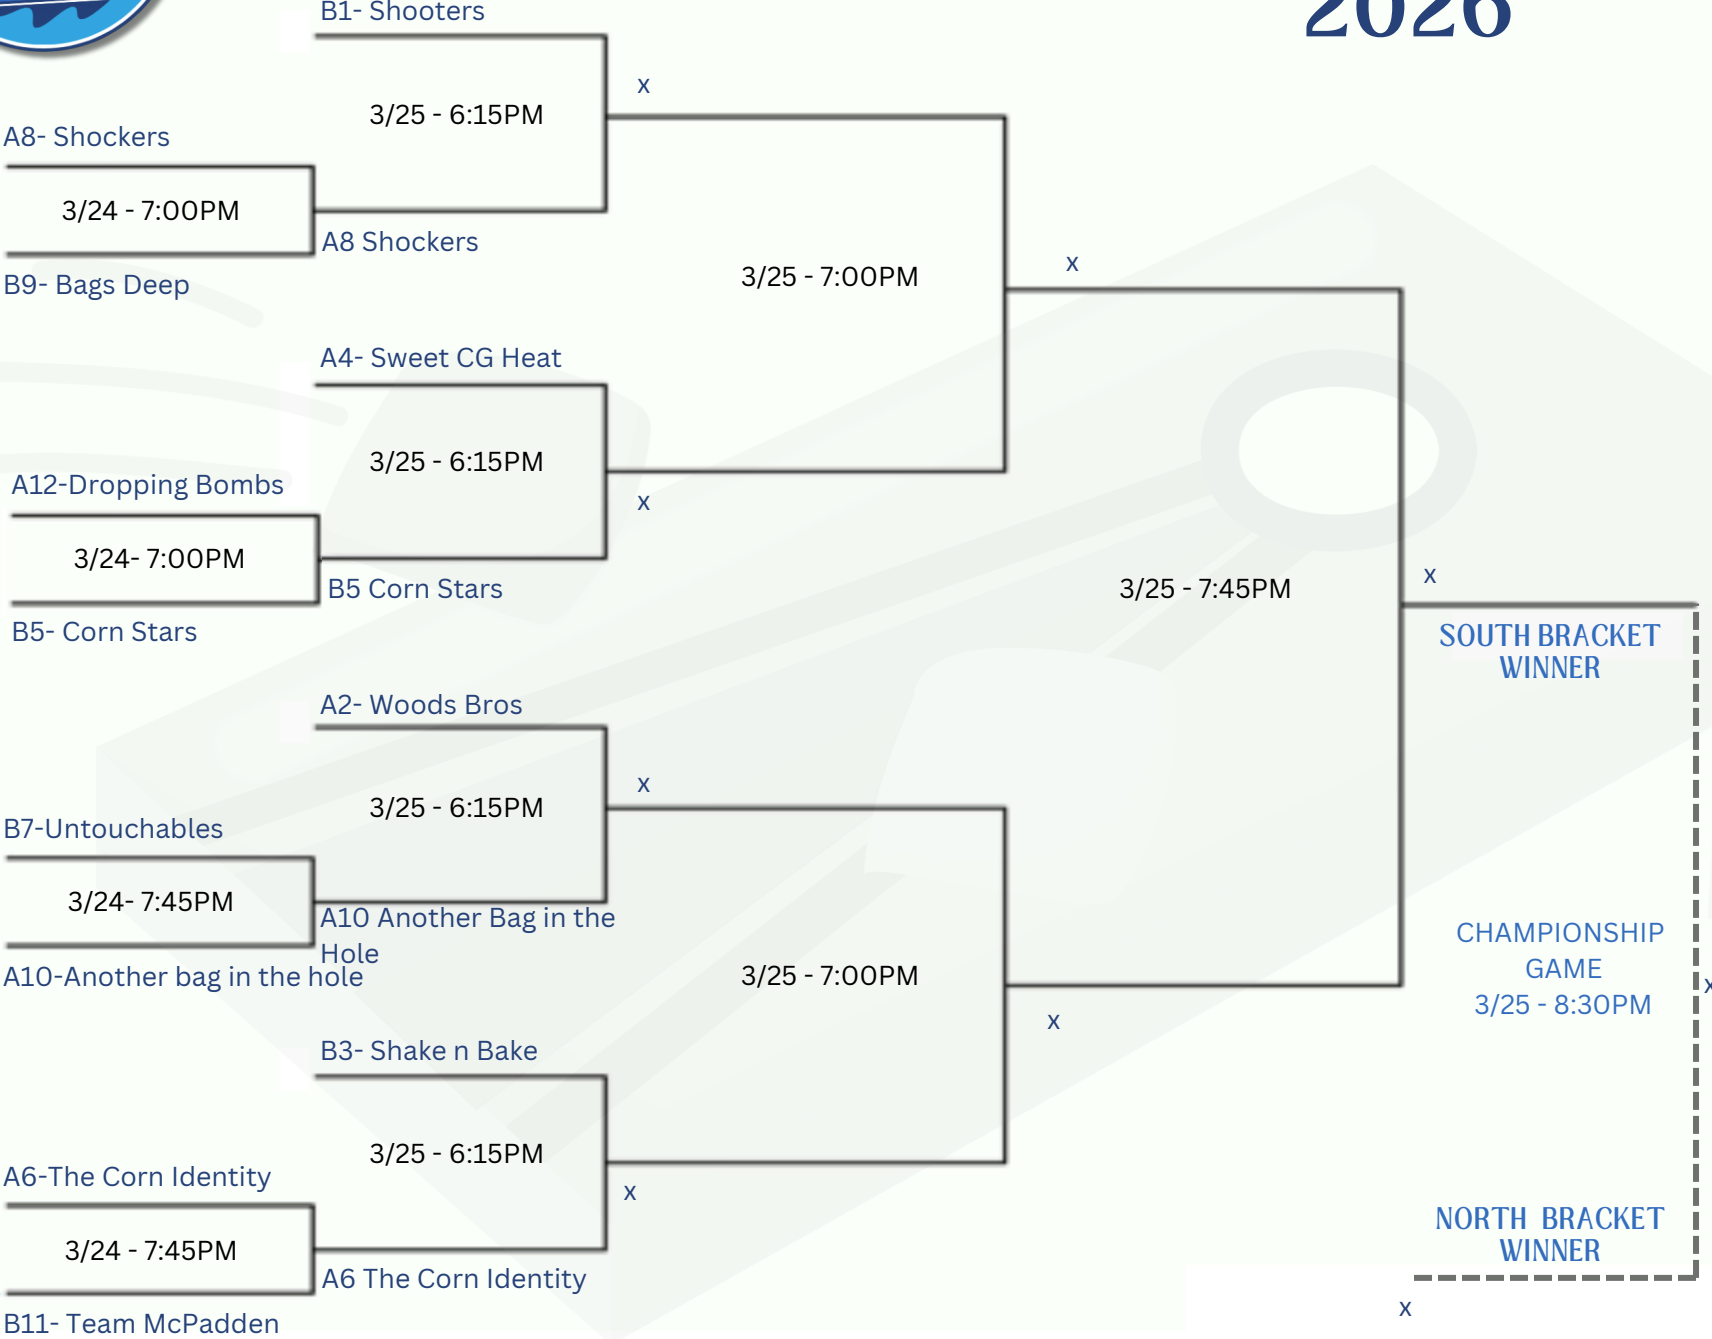 2026
B1- Shooters
x
3/25 - 6:15PM
A8- Shockers
3/24 - 7:00PM
A8 Shockers
B9- Bags Deep
3/25 - 7:00PM
x
A4- Sweet CG Heat
3/25 - 6:15PM
A12-Dropping Bombs
x
3/24- 7:00PM
B5 Corn Stars
B5- Corn Stars
3/25 - 7:45PM
x
SOUTH BRACKET
WINNER
A2- Woods Bros
x
3/25 - 6:15PM
B7-Untouchables
3/24- 7:45PM
A10 Another Bag in the
Hole
A10-Another bag in the hole
3/25 - 7:00PM
x
CHAMPIONSHIP
GAME
3/25 - 8:30PM
x
B3- Shake n Bake
3/25 - 6:15PM
A6-The Corn Identity
x
3/24 - 7:45PM
A6 The Corn Identity
B11- Team McPadden
NORTH BRACKET
WINNER
x